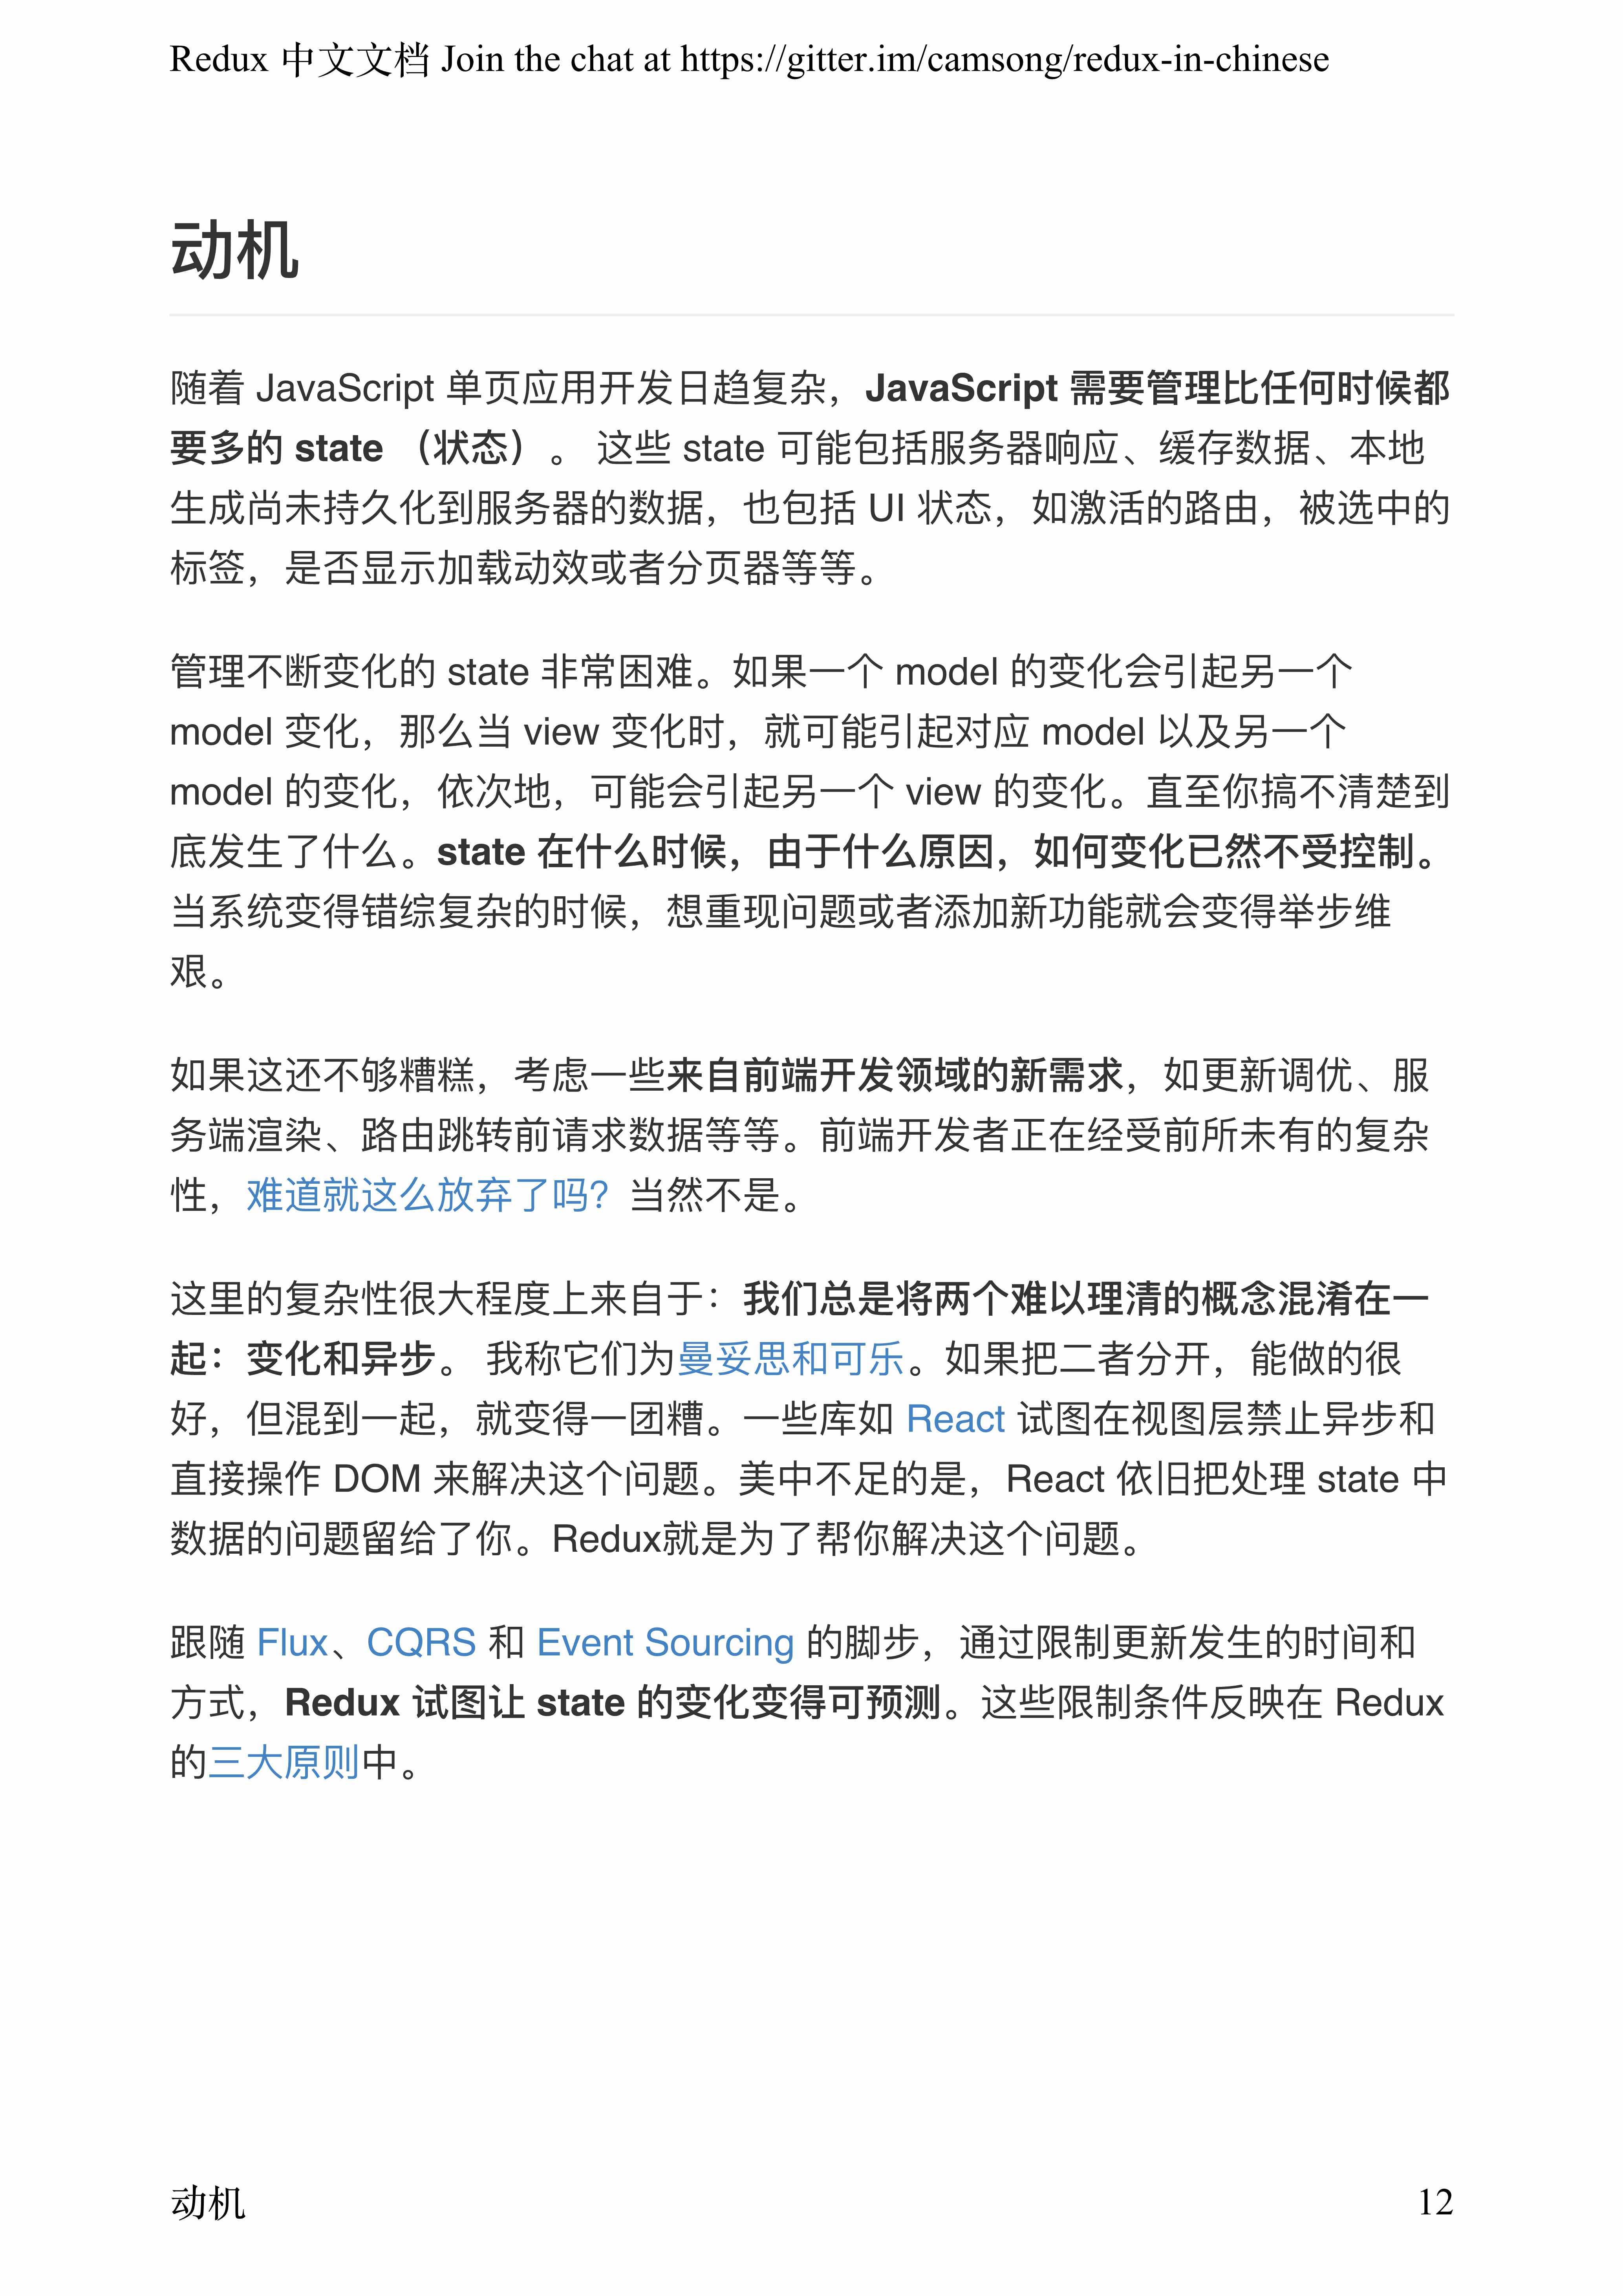 Redux 中文文档 Join the chat at https://gitter.im/camsong/redux-in-chinese
动机
随着 JavaScript 单页应用开发日趋复杂，JavaScript 需要管理比任何时候都
要多的 state （状态）。 这些 state 可能包括服务器响应、缓存数据、本地
生成尚未持久化到服务器的数据，也包括 UI 状态，如激活的路由，被选中的
标签，是否显示加载动效或者分页器等等。
管理不断变化的 state 非常困难。如果一个 model 的变化会引起另一个
model 变化，那么当 view 变化时，就可能引起对应 model 以及另一个
model 的变化，依次地，可能会引起另一个 view 的变化。直至你搞不清楚到
底发生了什么。state 在什么时候，由于什么原因，如何变化已然不受控制。
当系统变得错综复杂的时候，想重现问题或者添加新功能就会变得举步维
艰。
如果这还不够糟糕，考虑一些来自前端开发领域的新需求，如更新调优、服
务端渲染、路由跳转前请求数据等等。前端开发者正在经受前所未有的复杂
性，难道就这么放弃了吗？当然不是。
这里的复杂性很大程度上来自于：我们总是将两个难以理清的概念混淆在一
起：变化和异步。 我称它们为曼妥思和可乐。如果把二者分开，能做的很
好，但混到一起，就变得一团糟。一些库如 React 试图在视图层禁止异步和
直接操作 DOM 来解决这个问题。美中不足的是，React 依旧把处理 state 中
数据的问题留给了你。Redux就是为了帮你解决这个问题。
跟随 Flux、CQRS 和 Event Sourcing 的脚步，通过限制更新发生的时间和
方式，Redux 试图让 state 的变化变得可预测。这些限制条件反映在 Redux
的三大原则中。
动机 12